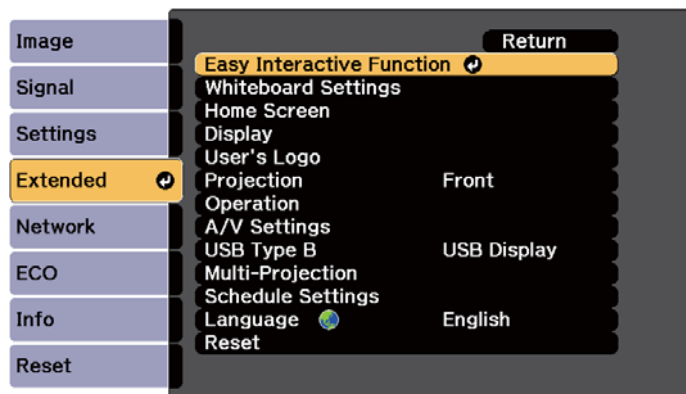 Image
Signal
Settings
Extended
Network
ECO
Info
Reset
Return
Easy Interactive Function
Whiteboard Settings
Home Screen
Display
User's Logo
Projection Front
Operation
A/V Settings
USB Type B USB Display
Multi-Projection
Schedule Settings
Language English
Reset